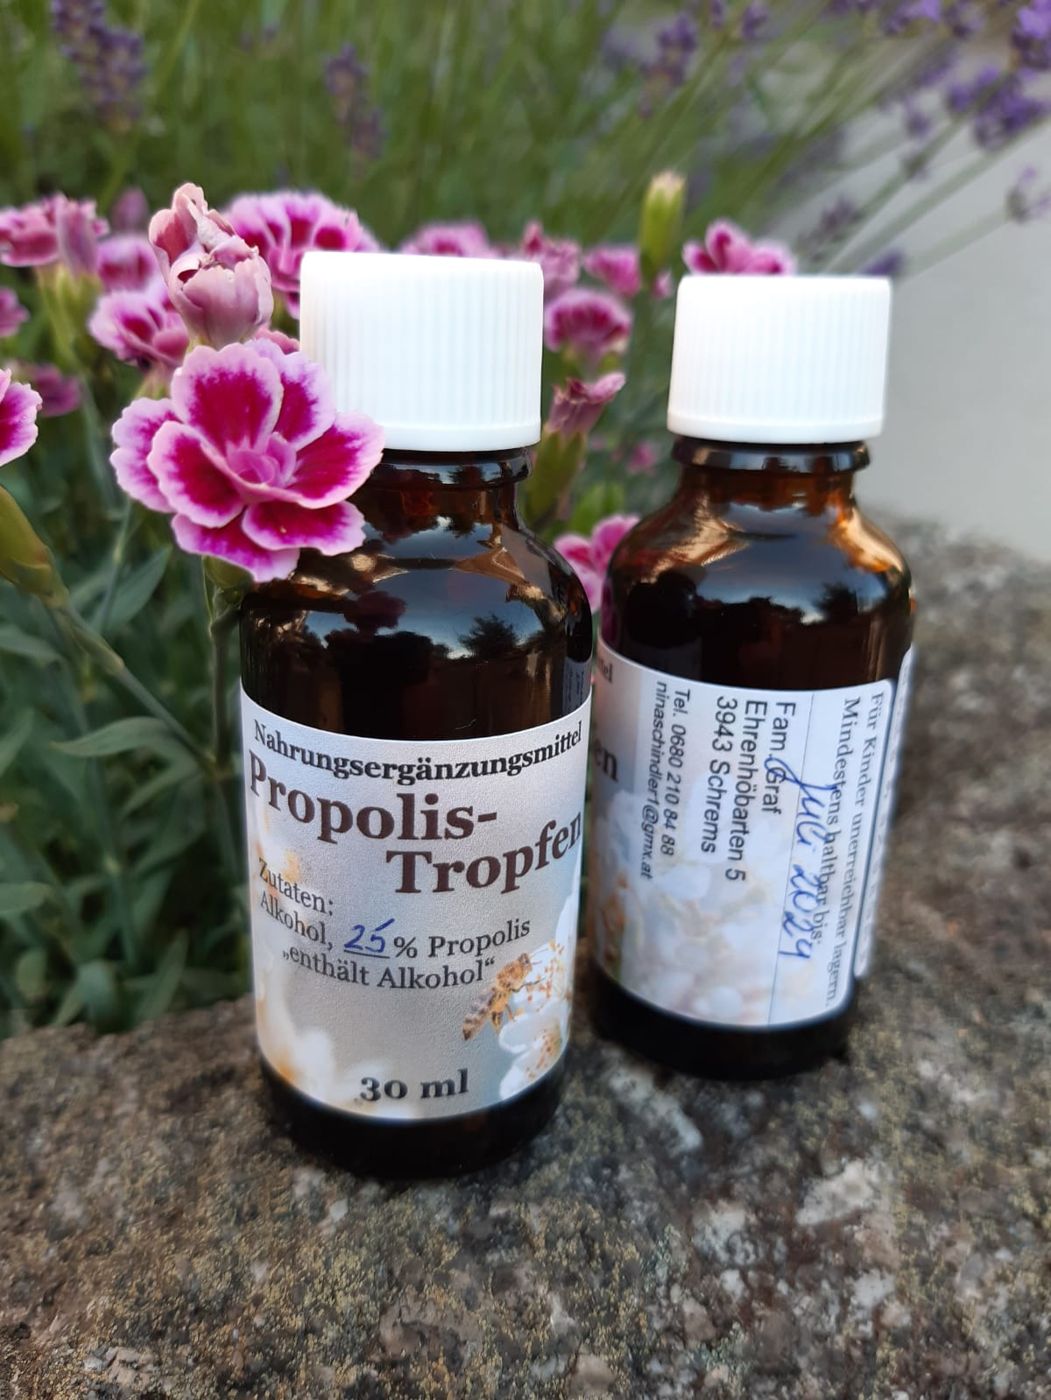 Nahrungsergänzungsmittel
Propolis-
Tropfen
Zutaten:
Alkohol, 25 % Propolis
„enthält Alkohol“
30 ml
Für Kinder unerreichbar lagern.
Mindestens haltbar bis:
Juli 2024
Fam. Graf
Ehrenhöbarten 5
3943 Schrems
Tel. 0680 210 84 88
ninaschindler1@gmx.at